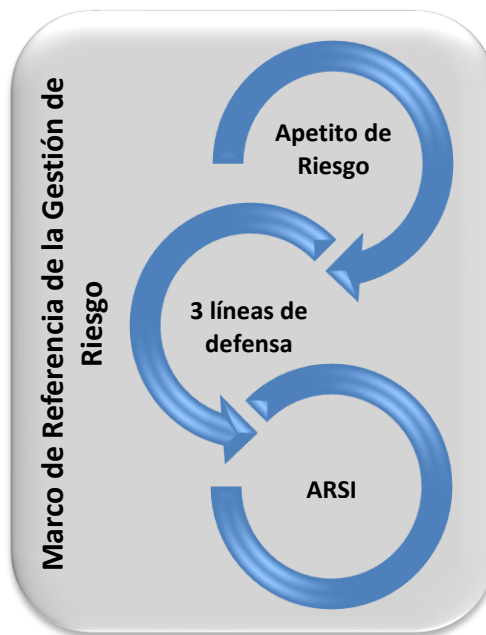 Marco de Referencia de la Gestión de
Riesgo
Apetito de
Riesgo
3 líneas de
defensa
ARSI